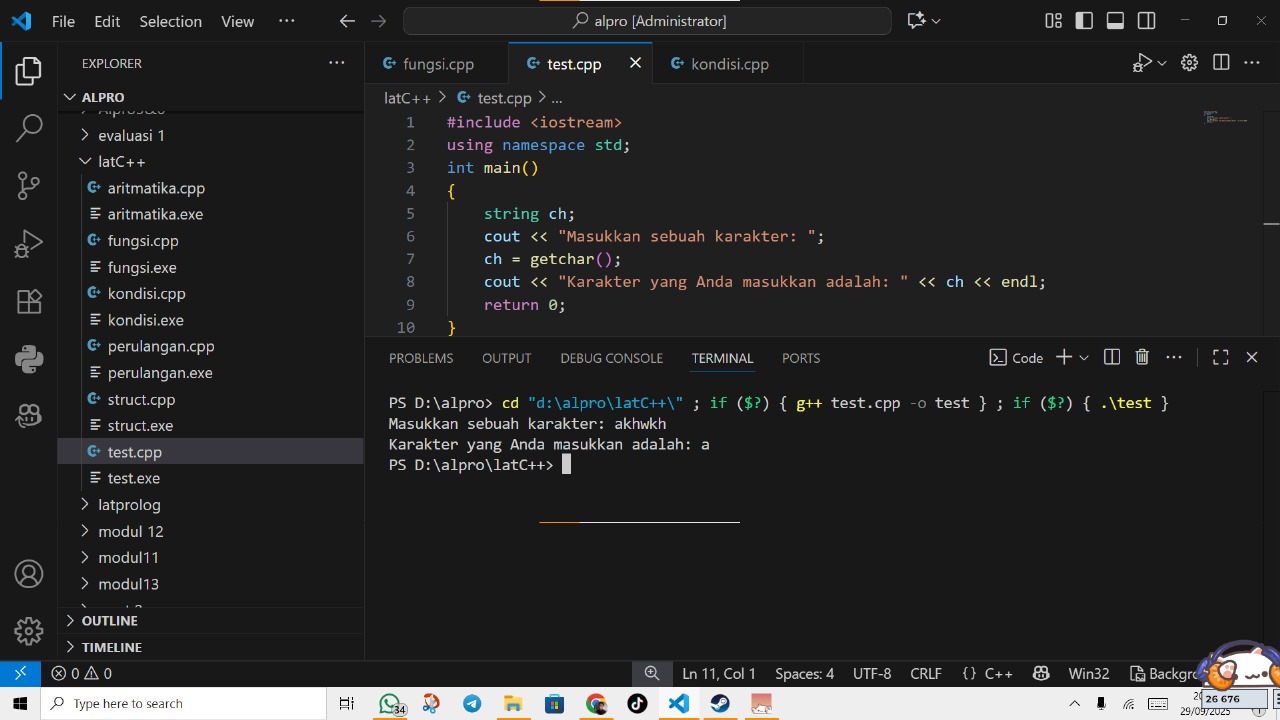 File Edit Selection View ...
alpro [Administrator]
EXPLORER ...
ALPRO
evaluasi 1
latC++
aritmatika.cpp
aritmatika.exe
fungsi.cpp
fungsi.exe
kondisi.cpp
kondisi.exe
perulangan.cpp
perulangan.exe
struct.cpp
struct.exe
test.cpp
test.exe
latprolog
modul 12
modul11
modul13
OUTLINE
TIMELINE
fungsi.cpp test.cpp kondisi.cpp
latC++ > test.cpp > ...
1 #include <iostream>
2 using namespace std;
3 int main()
4 {
5 string ch;
6 cout << "Masukkan sebuah karakter: ";
7 ch = getchar();
8 cout << "Karakter yang Anda masukkan adalah: " << ch << endl;
9 return 0;
10 }
PROBLEMS OUTPUT DEBUG CONSOLE TERMINAL PORTS Code
PS D:\alpro> cd "d:\alpro\latC++\" ; if ($?) { g++ test.cpp -o test } ; if ($?) { .\test }
Masukkan sebuah karakter: akhwkh
Karakter yang Anda masukkan adalah: a
PS D:\alpro\latC++>
0 0 Ln 11, Col 1 Spaces: 4 UTF-8 CRLF {} C++ Win32
Type here to search
34
26 676
29/09/2025